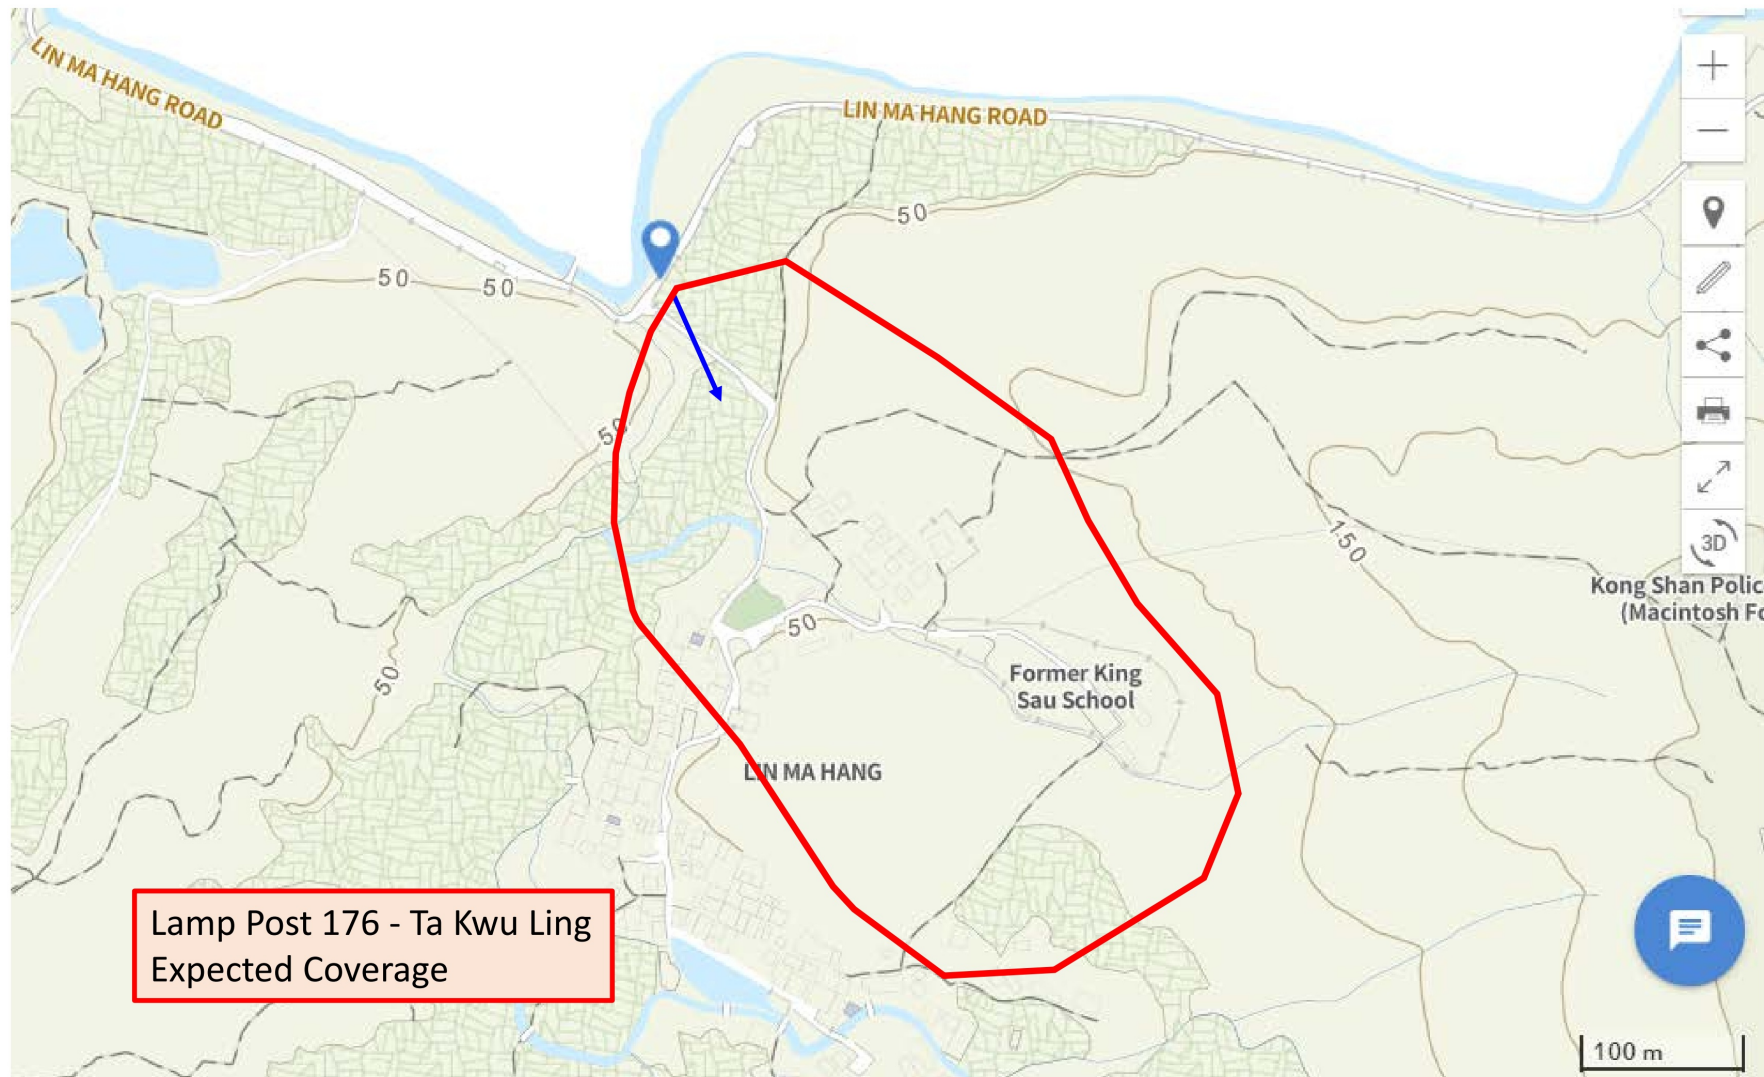 LIN MA HANG ROAD
LIN MA HANG ROAD
50
50
50
50
150
3D
Kong Shan Polic
(Macintosh Fo
50
50
Former King
Sau School
LIN MA HANG
Lamp Post 176 - Ta Kwu Ling
Expected Coverage
100 m